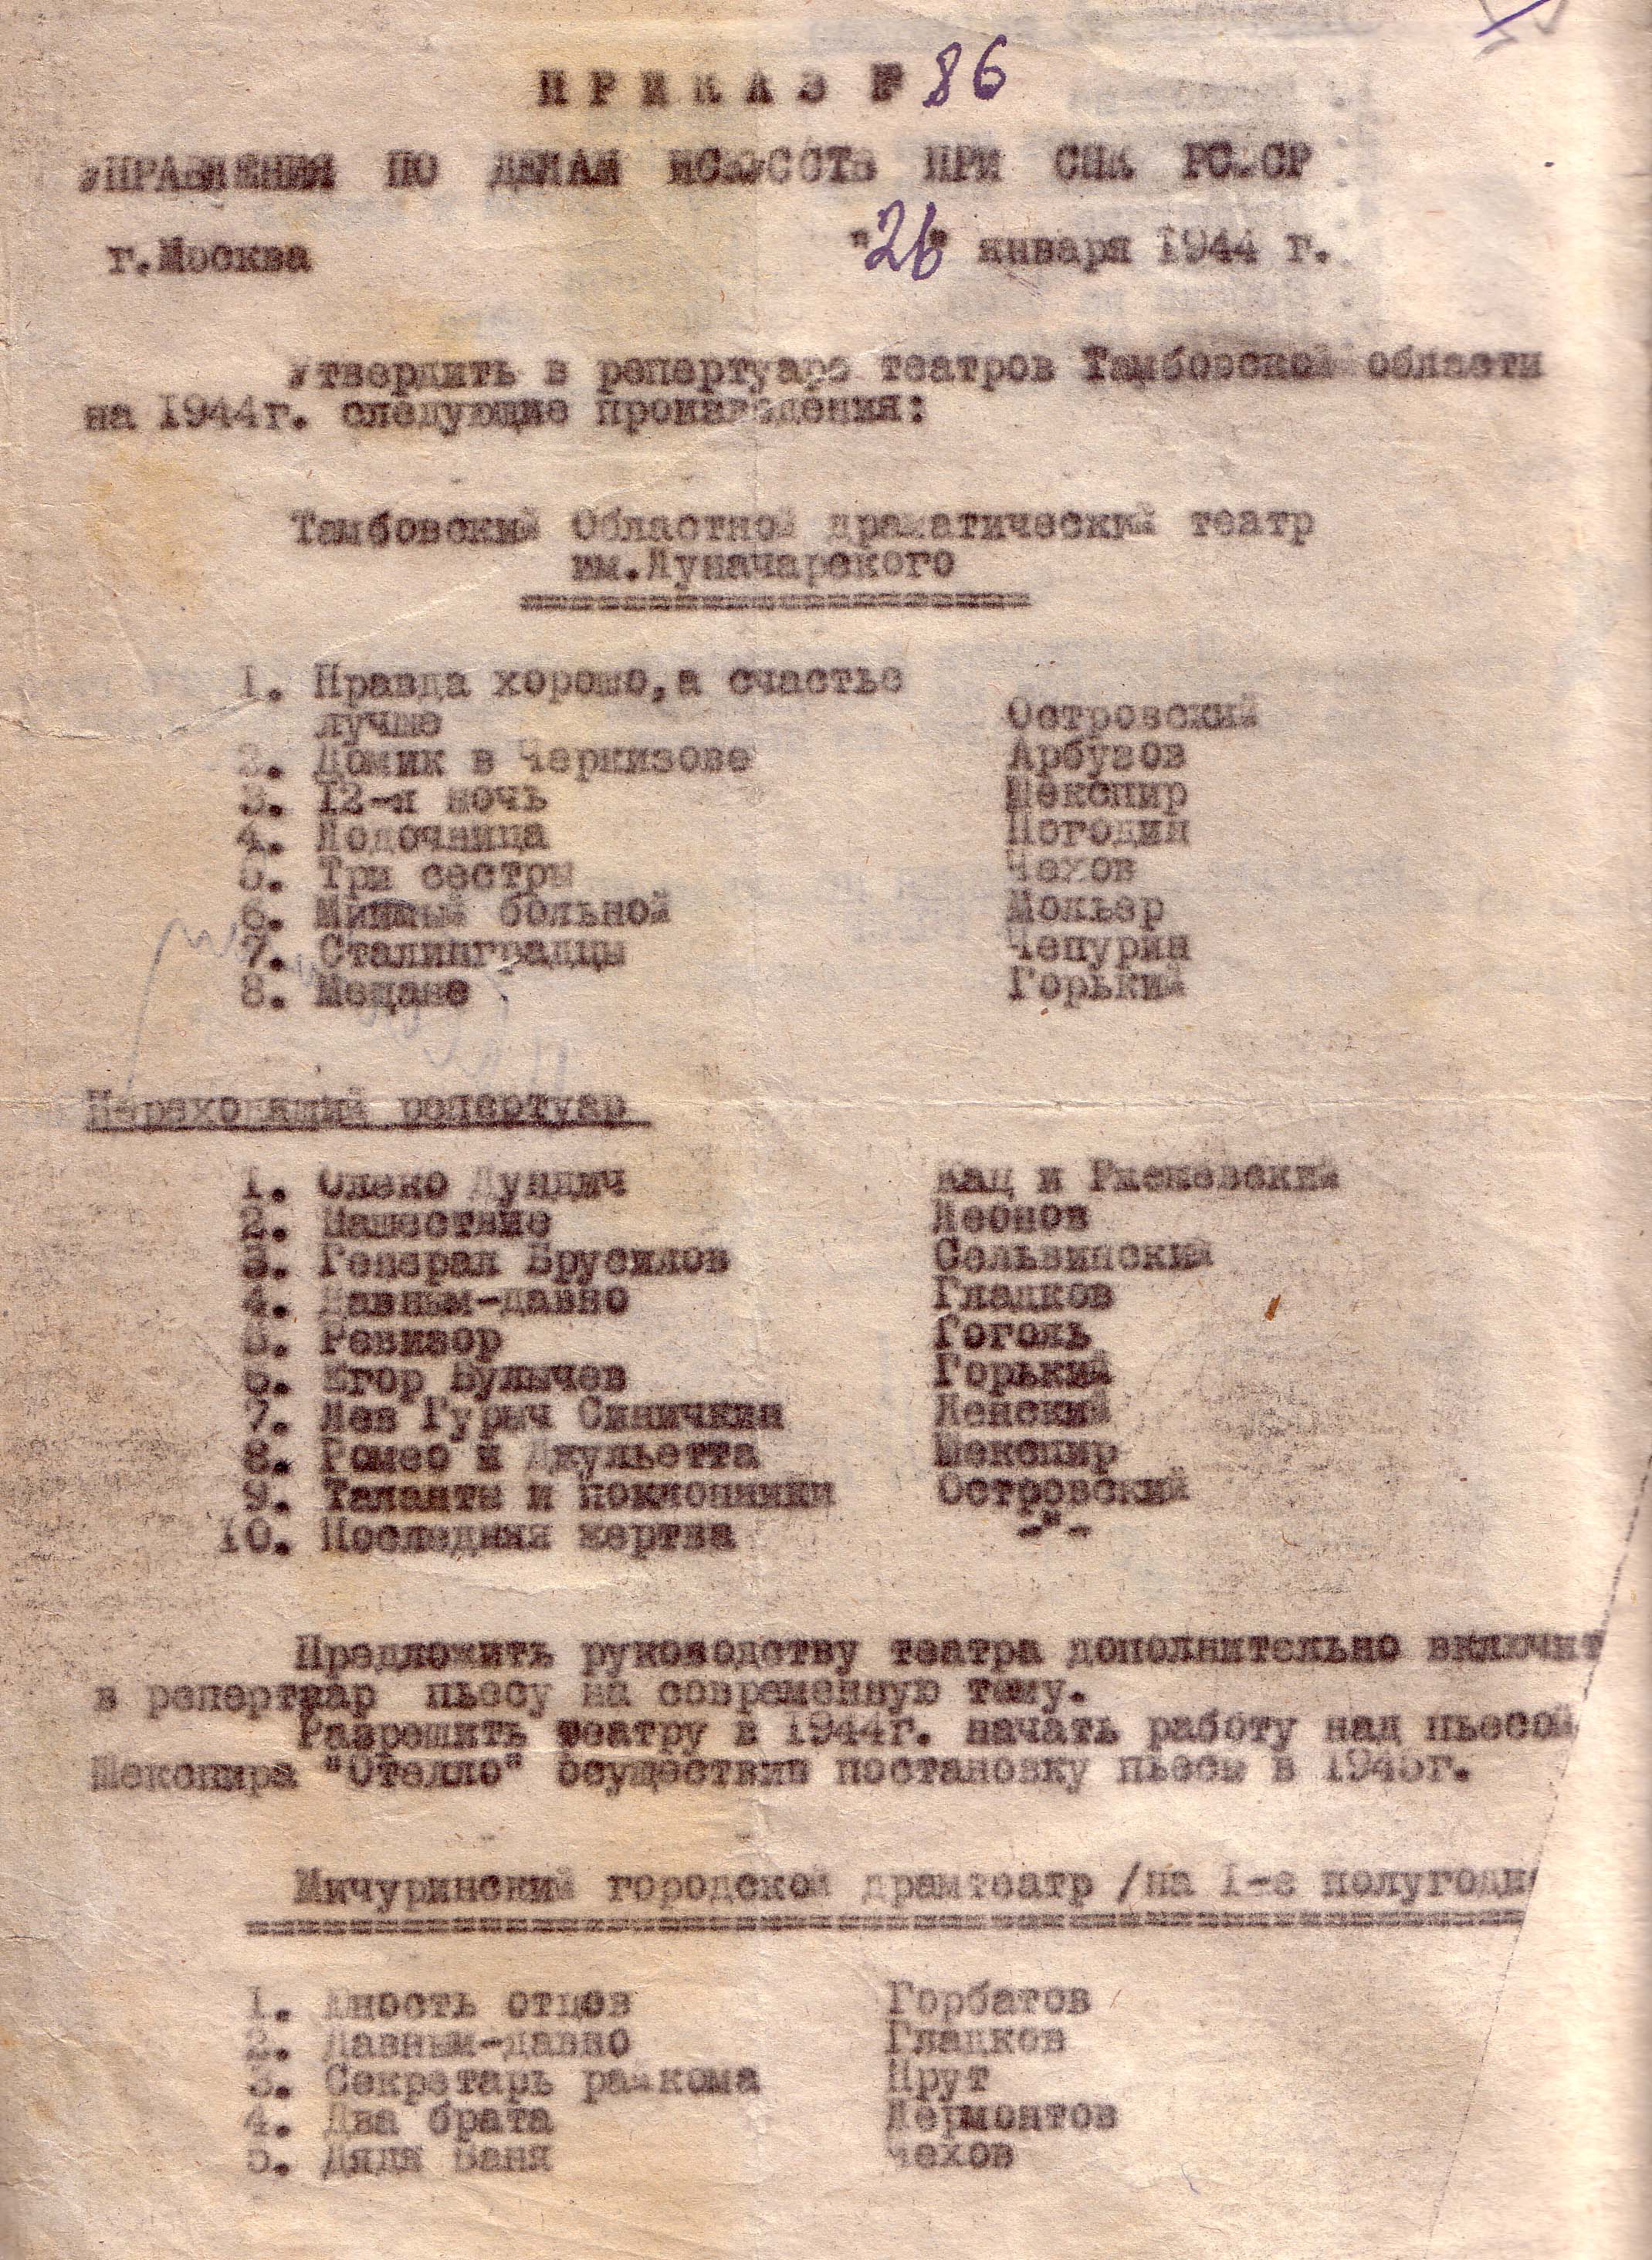 ПРИКАЗ № 86
УПРАВЛЕНИЯ ПО ДЕЛАМ ИСКУССТВ ПРИ СНК РСФСР
г.Москва "26" января 1944 г.
Утвердить в репертуаре театров Тамбовской области
на 1944г. следующие произведения:
Тамбовский Областной драматический театр
им.Луначарского
1. Правда хорошо,а счастье
лучше Островский
2. Домик в Черкизове Арбузов
3. 12-я ночь Шекспир
4. Лодочница Погодин
5. Три сестры Чехов
6. Мнимый больной Мольер
7. Сталинградцы Чепурин
8. Мещане Горький
Переходящий репертуар
1. Олеко Дундич Кац и Ржешевский
2. Нашествие Леонов
3. Генерал Брусилов Сельвинский
4. Давным-давно Гладков
5. Ревизор Гоголь
6. Егор Булычев Горький
7. Лев Гурыч Синичкин Ленский
8. Ромео и Джульетта Шекспир
9. Таланты и поклонники Островский
10. Последняя жертва -"-
Предложить руководству театра дополнительно включит
в репертиар пьесу на современную тему.
Разрешить театру в 1944г. начать работу над пьесой
Шекспира "Отелло" осуществив постановку пьесы в 1945г.
Мичуринский городской драмтеатр /на 1-е полугодие
1. Юность отцов Горбатов
2. Давным-давно Гладков
3. Секретарь райкома Прут
4. Два брата Лермонтов
5. Дядя Ваня Чехов